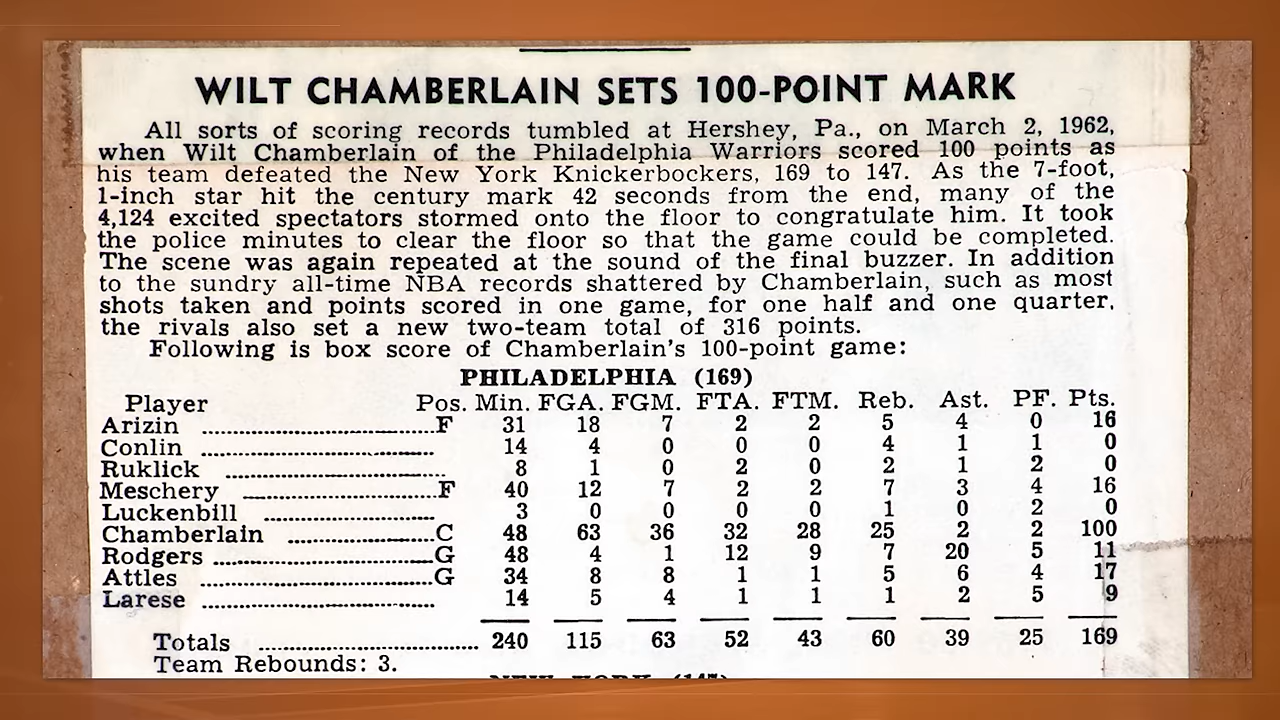 WILT CHAMBERLAIN SETS 100-POINT MARK
All sorts of scoring records tumbled at Hershey, Pa., on March 2, 1962,
when Wilt Chamberlain of the Philadelphia Warriors scored 100 points as
his team defeated the New York Knickerbockers, 169 to 147. As the 7-foot,
1-inch star hit the century mark 42 seconds from the end, many of the
4,124 excited spectators stormed onto the floor to congratulate him. It took
the police minutes to clear the floor so that the game could be completed.
The scene was again repeated at the sound of the final buzzer. In addition
to the sundry all-time NBA records shattered by Chamberlain, such as most
shots taken and points scored in one game, for one half and one quarter,
the rivals also set a new two-team total of 316 points.
Following is box score of Chamberlain's 100-point game:
PHILADELPHIA (169)
Player Pos. Min. FGA. FGM. FTA. FTM. Reb. Ast. PF. Pts.
Arizin ........................................F 31 18 7 2 2 5 4 0 16
Conlin ........................................ 14 4 0 0 0 4 1 1 0
Ruklick ...................................... 8 1 0 2 0 2 1 2 0
Meschery ..................................F 40 12 7 2 2 7 3 4 16
Luckenbill ............................... 3 0 0 0 0 1 0 2 0
Chamberlain .........................C 48 63 36 32 28 25 2 2 100
Rodgers ......................................G 48 4 1 12 9 7 20 5 11
Attles ........................................G 34 8 8 1 1 5 6 4 17
Larese ........................................ 14 5 4 1 1 1 2 5 9
Totals ...................................... 240 115 63 52 43 60 39 25 169
Team Rebounds: 3.